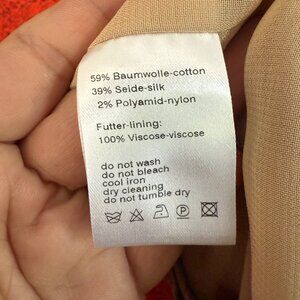 59% Baumwolle-cotton
39% Seide-silk
2% Polyamid-nylon
Futter-lining:
100% Viscose-viscose
do not wash
do not bleach
cool iron
dry cleaning
do not tumble dry
P